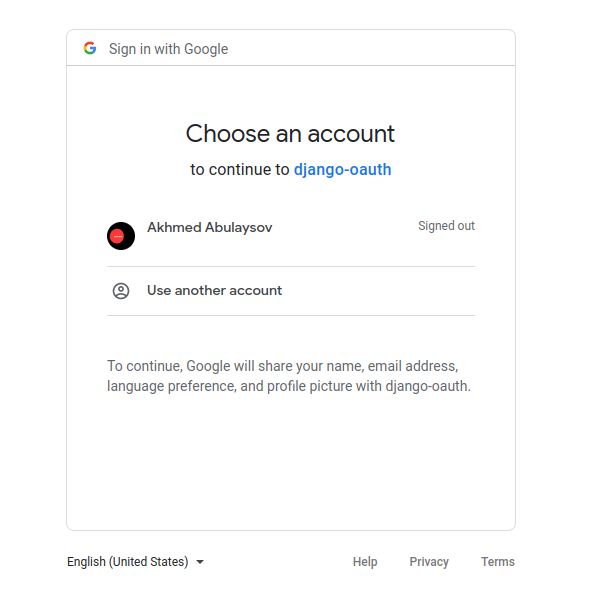 Sign in with Google
Choose an account
to continue to django-oauth
Akhmed Abulaysov
Signed out
Use another account
To continue, Google will share your name, email address,
language preference, and profile picture with django-oauth.
English (United States)
Help Privacy Terms